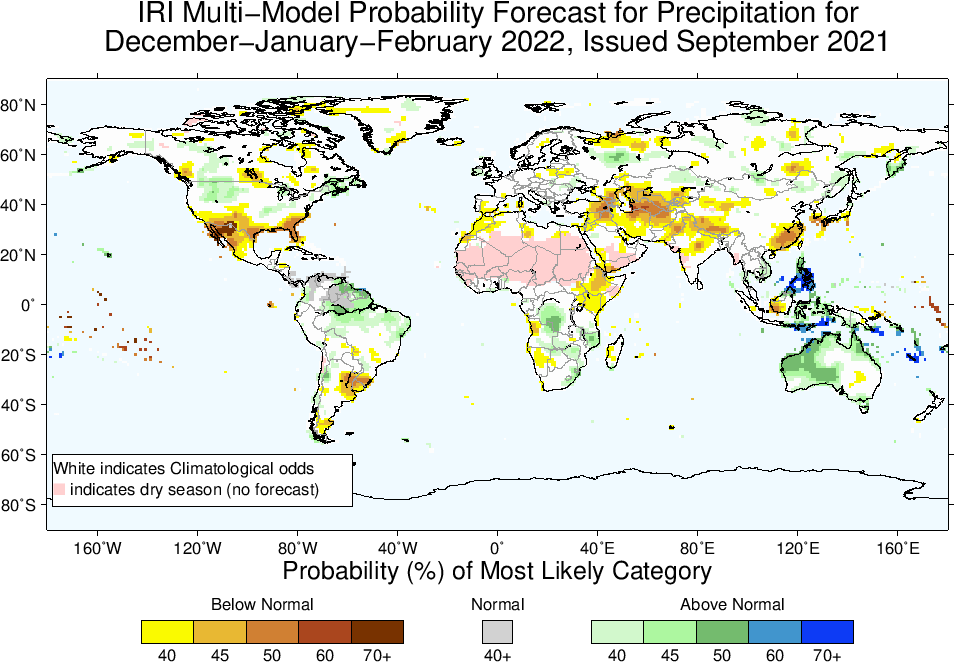 IRI Multi−Model Probability Forecast for Precipitation for
December−January−February 2022, Issued September 2021
80˚N
60˚N
40˚N
20˚N
0˚
20˚S
40˚S
60˚S
80˚S
White indicates Climatological odds
indicates dry season (no forecast)
160˚W 120˚W 80˚W 40˚W 0˚ 40˚E 80˚E 120˚E 160˚E
Probability (%) of Most Likely Category
Below Normal Normal Above Normal
40 45 50 60 70+ 40+ 40 45 50 60 70+